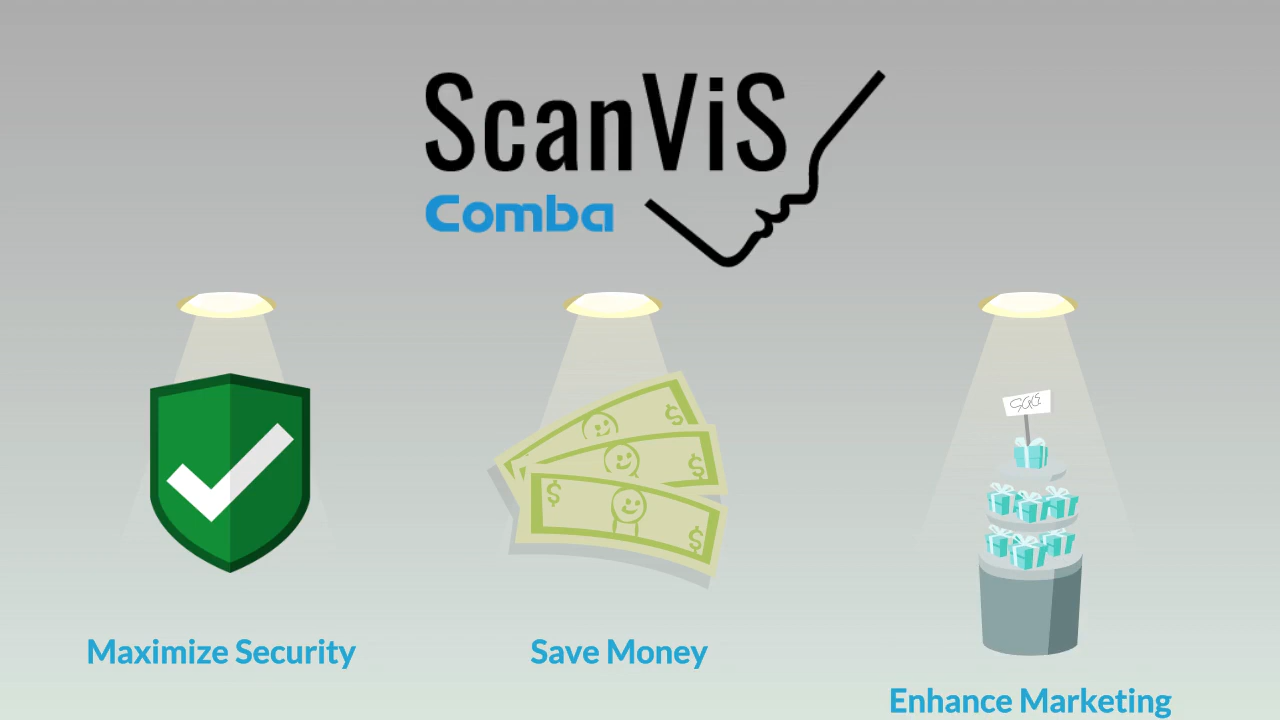 ScanViS
Comba
$
$
$
$
Maximize Security
Save Money
Enhance Marketing